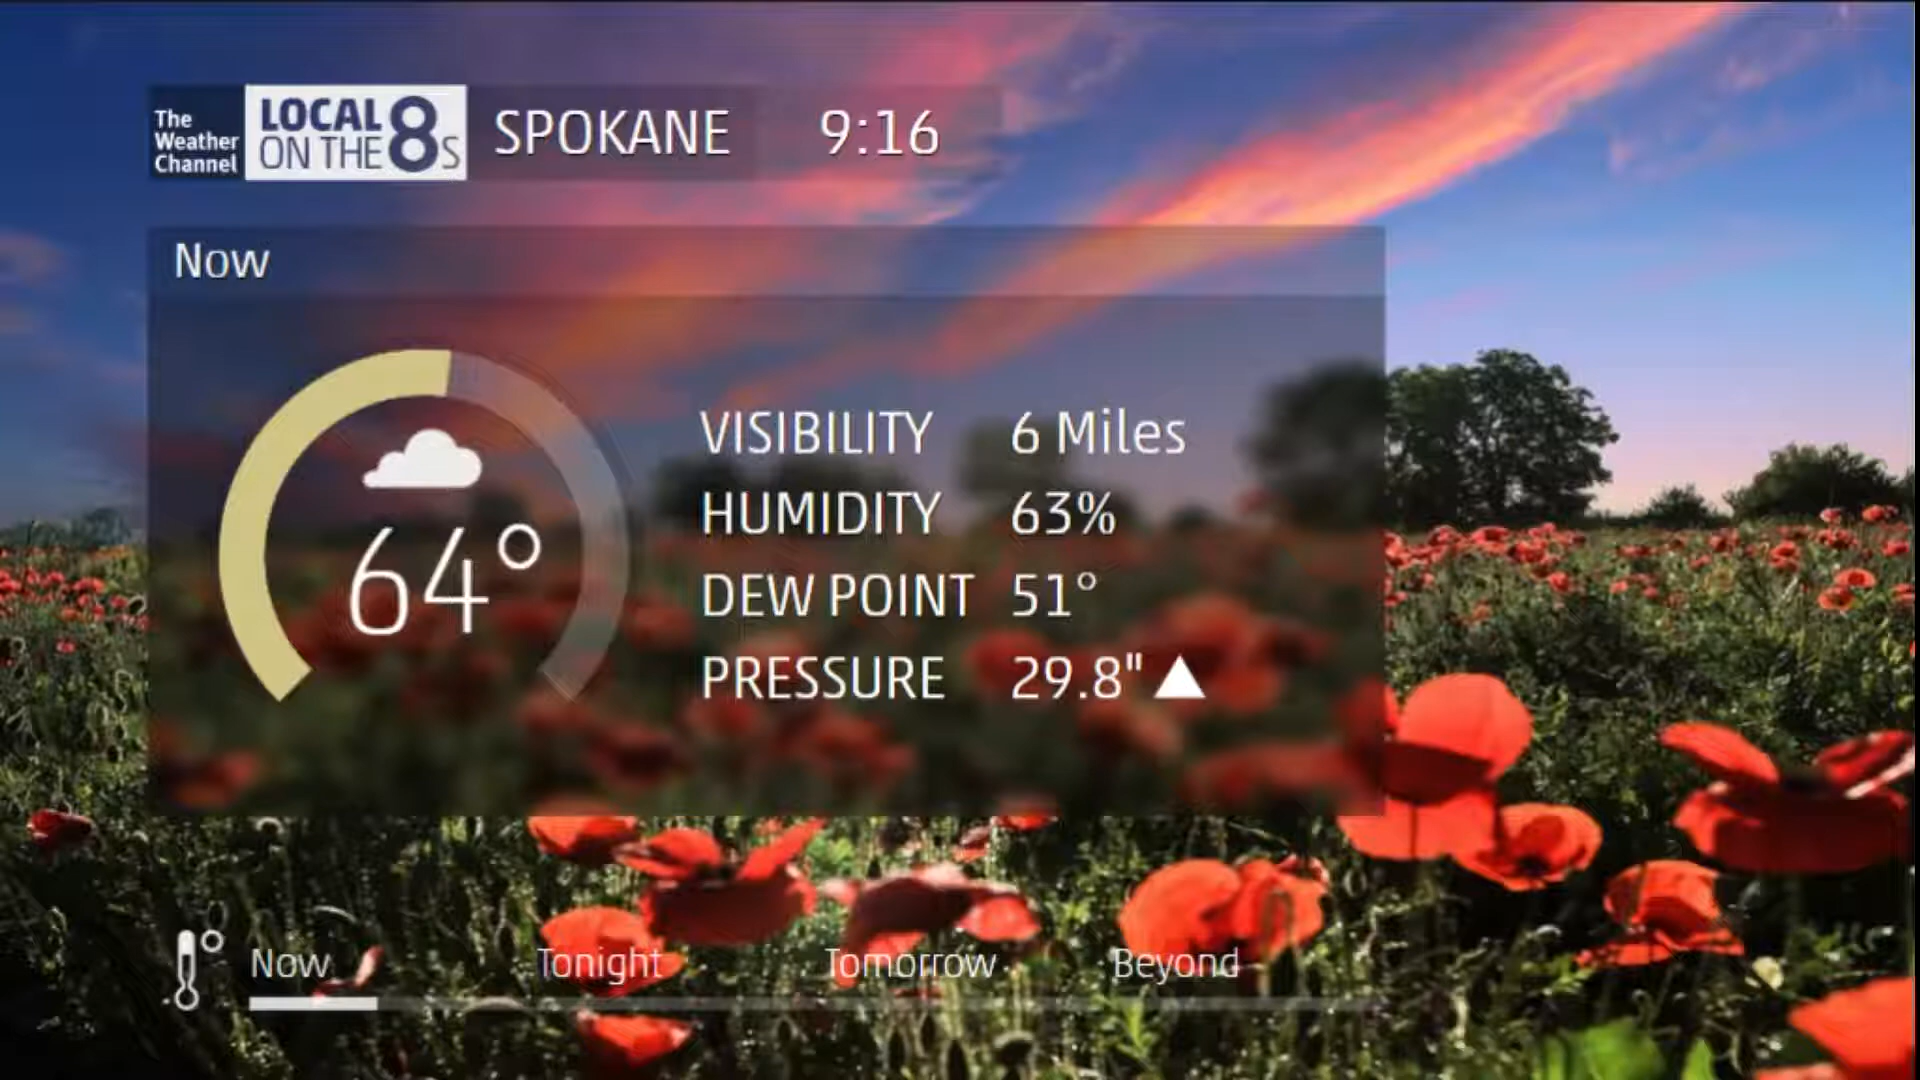 The
Weather
Channel
LOCAL
ON THE 8s
SPOKANE 9:16
Now
64°
VISIBILITY 6 Miles
HUMIDITY 63%
DEW POINT 51°
PRESSURE 29.8" ▲
Now Tonight Tomorrow Beyond